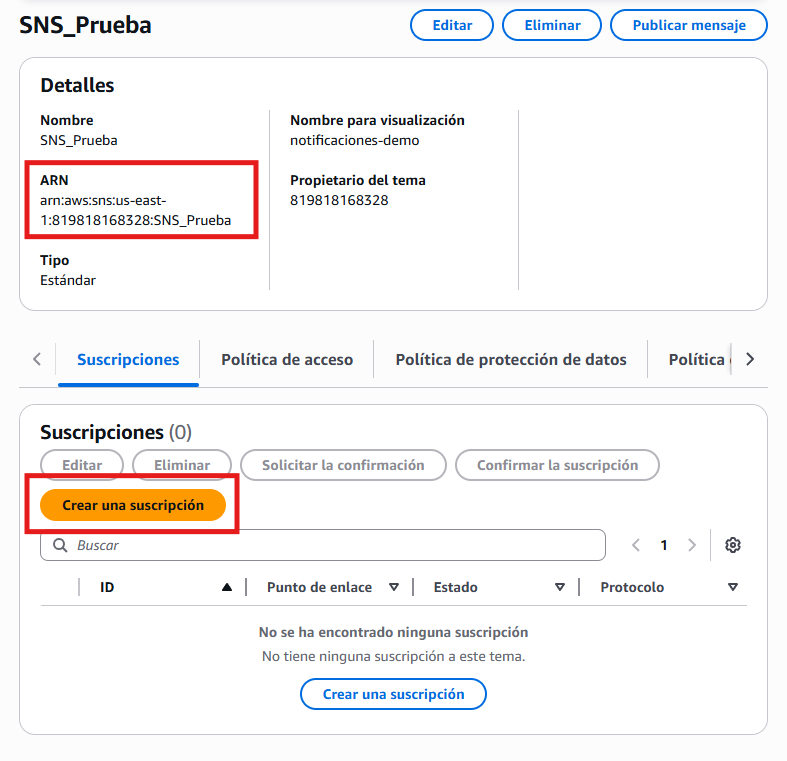 SNS_Prueba
Editar
Eliminar
Publicar mensaje
Detalles
Nombre
SNS_Prueba
Nombre para visualización
notificaciones-demo
ARN
arn:aws:sns:us-east-
1:819818168328:SNS_Prueba
Propietario del tema
819818168328
Tipo
Estándar
Suscripciones
Política de acceso
Política de protección de datos
Política
Suscripciones (0)
Editar
Eliminar
Solicitar la confirmación
Confirmar la suscripción
Crear una suscripción
Buscar
1
ID
Punto de enlace
Estado
Protocolo
No se ha encontrado ninguna suscripción
No tiene ninguna suscripción a este tema.
Crear una suscripción